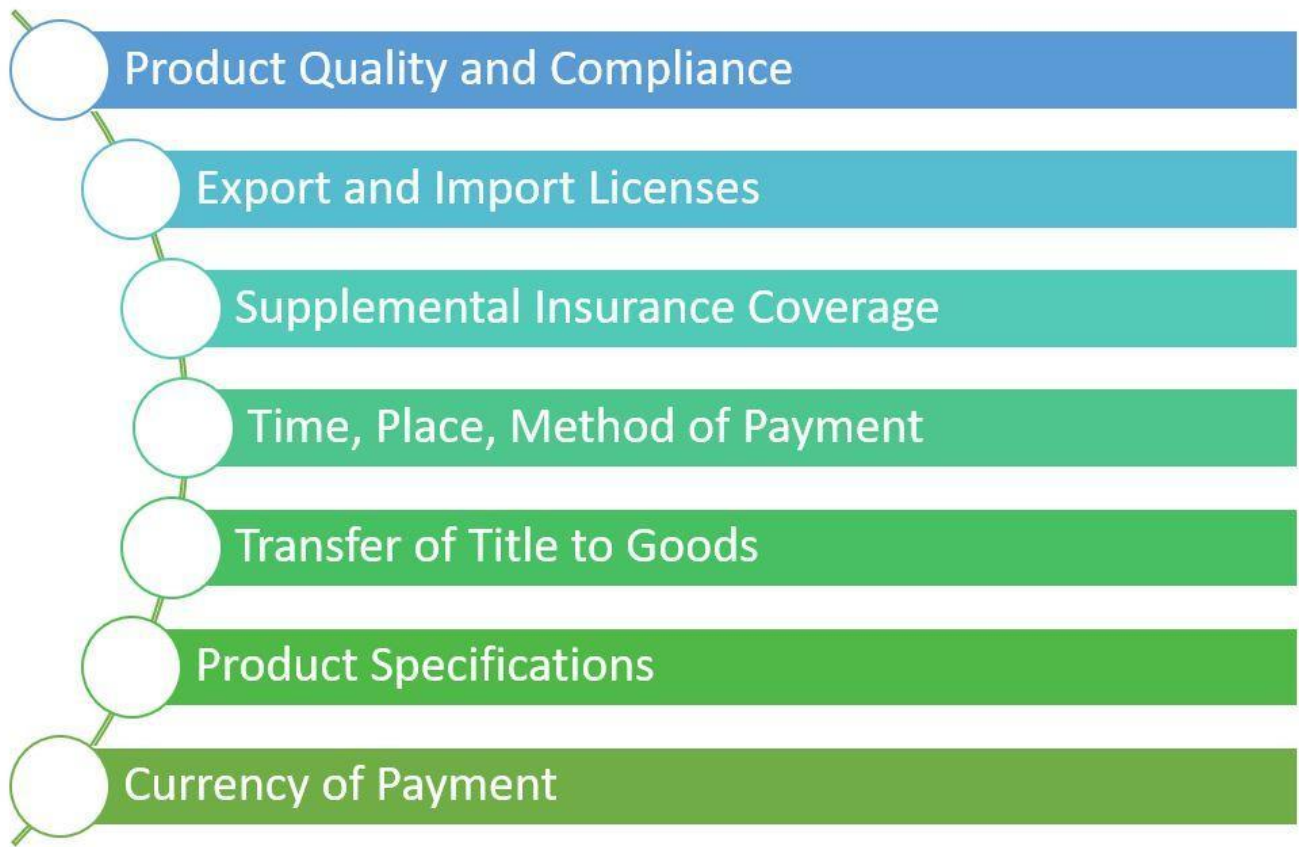 Product Quality and Compliance
Export and Import Licenses
Supplemental Insurance Coverage
Time, Place, Method of Payment
Transfer of Title to Goods
Product Specifications
Currency of Payment